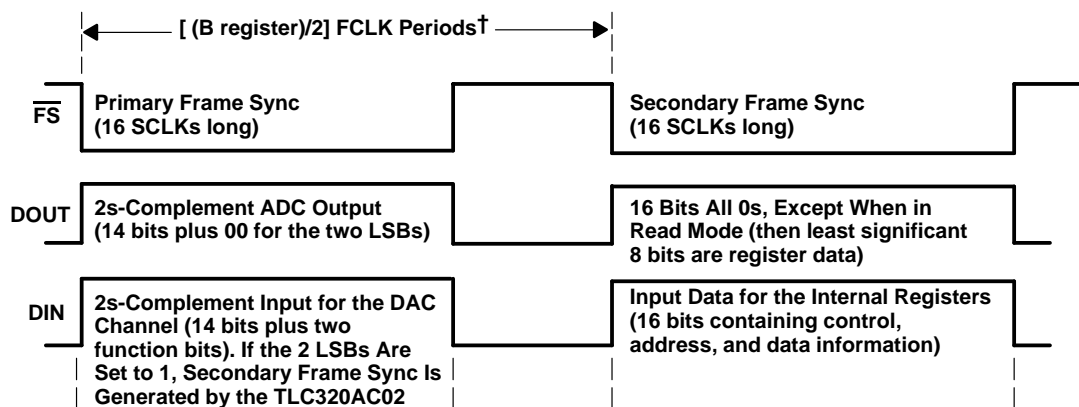 [ (B register)/2] FCLK Periods†
FS
Primary Frame Sync
(16 SCLKs long)
Secondary Frame Sync
(16 SCLKs long)
DOUT
2s-Complement ADC Output
(14 bits plus 00 for the two LSBs)
16 Bits All 0s, Except When in
Read Mode (then least significant
8 bits are register data)
DIN
2s-Complement Input for the DAC
Channel (14 bits plus two
function bits). If the 2 LSBs Are
Set to 1, Secondary Frame Sync Is
Generated by the TLC320AC02
Input Data for the Internal Registers
(16 bits containing control,
address, and data information)